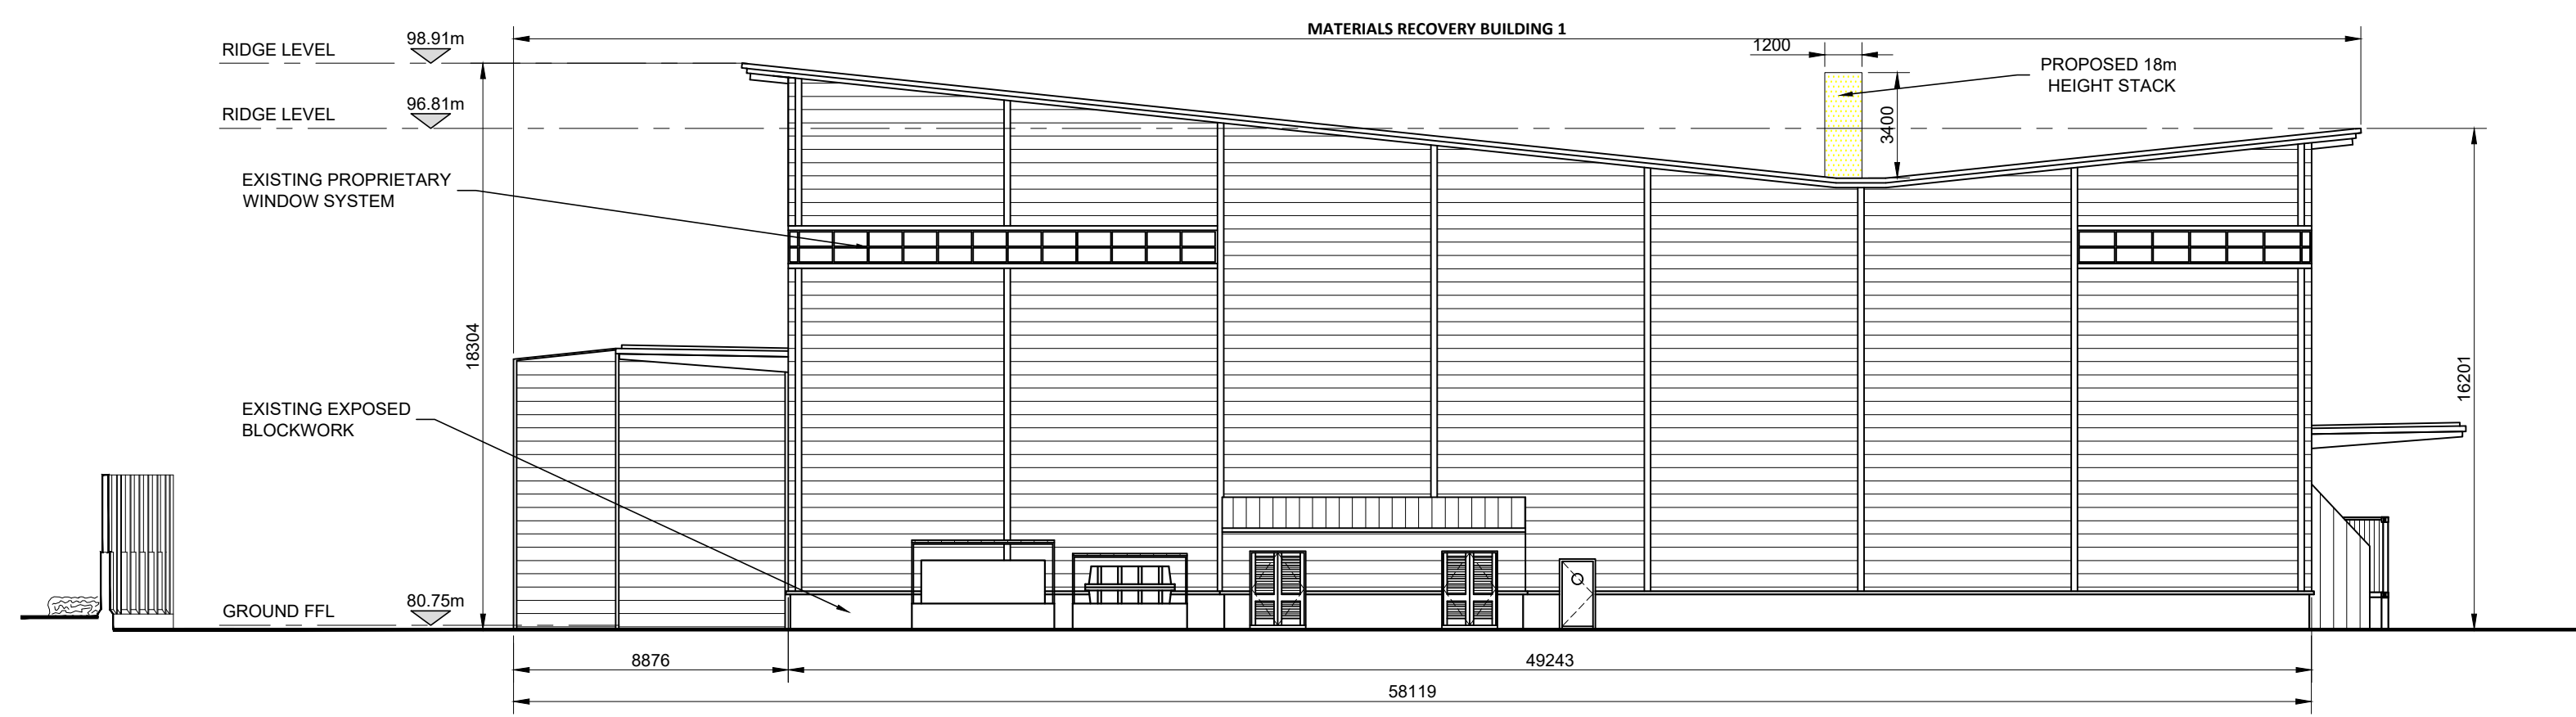 MATERIALS RECOVERY BUILDING 1
RIDGE LEVEL
98.91m
1200
PROPOSED 18m
HEIGHT STACK
RIDGE LEVEL
96.81m
3400
EXISTING PROPRIETARY
WINDOW SYSTEM
18304
16201
EXISTING EXPOSED
BLOCKWORK
GROUND FFL
80.75m
8876
49243
58119